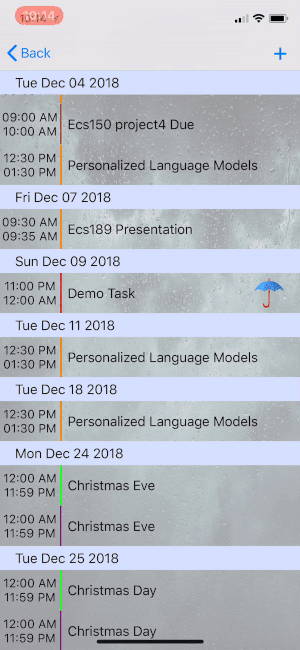 19:14
Back
+
Tue Dec 04 2018
09:00 AM
10:00 AM
Ecs150 project4 Due
12:30 PM
01:30 PM
Personalized Language Models
Fri Dec 07 2018
09:30 AM
09:35 AM
Ecs189 Presentation
Sun Dec 09 2018
11:00 PM
12:00 AM
Demo Task
Tue Dec 11 2018
12:30 PM
01:30 PM
Personalized Language Models
Tue Dec 18 2018
12:30 PM
01:30 PM
Personalized Language Models
Mon Dec 24 2018
12:00 AM
11:59 PM
Christmas Eve
12:00 AM
11:59 PM
Christmas Eve
Tue Dec 25 2018
12:00 AM
11:59 PM
Christmas Day
12:00 AM
11:59 PM
Christmas Day